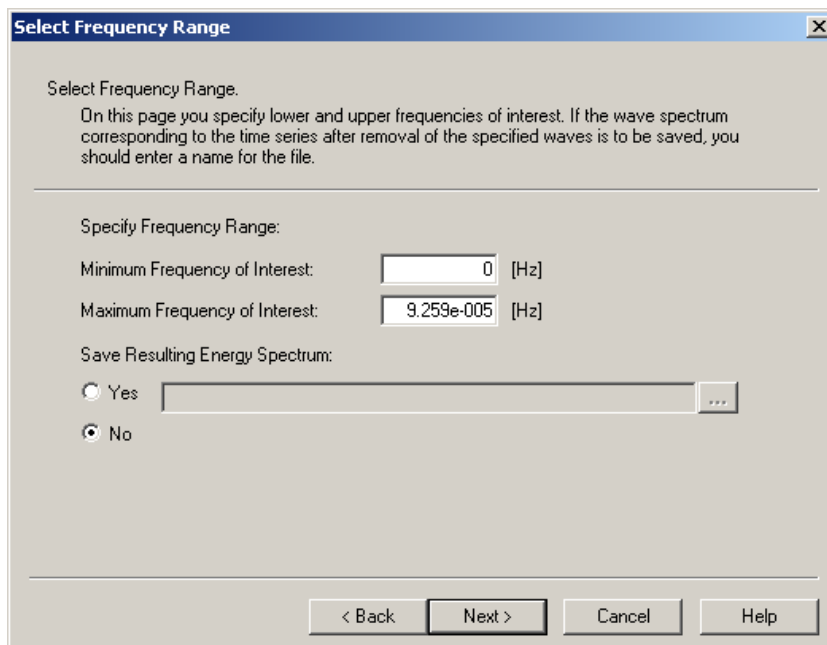 Select Frequency Range
Select Frequency Range.
On this page you specify lower and upper frequencies of interest. If the wave spectrum
corresponding to the time series after removal of the specified waves is to be saved, you
should enter a name for the file.
Specify Frequency Range:
Minimum Frequency of Interest: 0 [Hz]
Maximum Frequency of Interest: 9.259e-005 [Hz]
Save Resulting Energy Spectrum:
Yes ...
No
< Back Next > Cancel Help